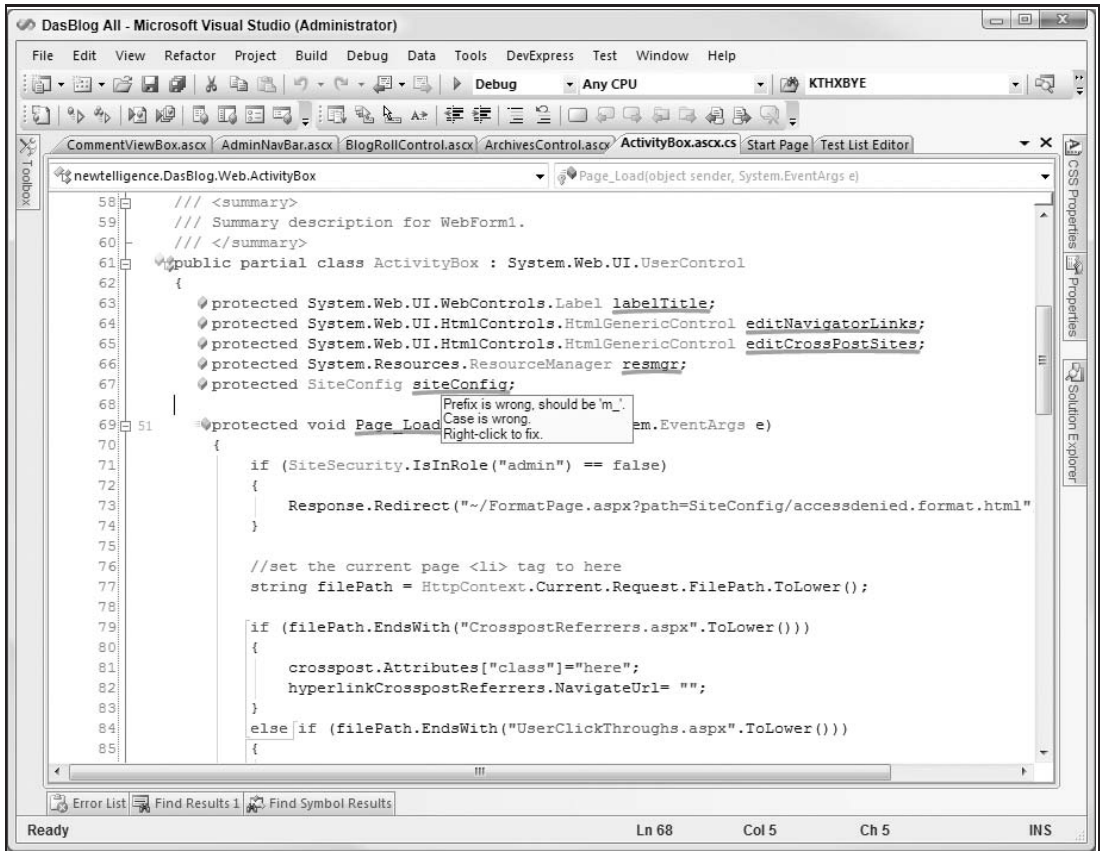 DasBlog All - Microsoft Visual Studio (Administrator)
File Edit View Refactor Project Build Debug Data Tools DevExpress Test Window Help
Debug Any CPU KTHXBYE
CommentViewBox.ascx AdminNavBar.ascx BlogRollControl.ascx ArchivesControl.ascx ActivityBox.ascx.cs Start Page Test List Editor
Toolbox
newtelligence.DasBlog.Web.ActivityBox Page_Load(object sender, System.EventArgs e)
58 /// <summary>
59 /// Summary description for WebForm1.
60 /// </summary>
61 public partial class ActivityBox : System.Web.UI.UserControl
62 {
63 protected System.Web.UI.WebControls.Label labelTitle;
64 protected System.Web.UI.HtmlControls.HtmlGenericControl editNavigatorLinks;
65 protected System.Web.UI.HtmlControls.HtmlGenericControl editCrossPostSites;
66 protected System.Resources.ResourceManager resmgr;
67 protected SiteConfig siteConfig;
68
Prefix is wrong, should be 'm_'.
Case is wrong.
Right-click to fix.
69 51 protected void Page_Load em.EventArgs e)
70 {
71 if (SiteSecurity.IsInRole("admin") == false)
72 {
73 Response.Redirect("~/FormatPage.aspx?path=SiteConfig/accessdenied.format.html"
74 }
75
76 //set the current page <li> tag to here
77 string filePath = HttpContext.Current.Request.FilePath.ToLower();
78
79 if (filePath.EndsWith("CrosspostReferrers.aspx".ToLower()))
80 {
81 crosspost.Attributes["class"]="here";
82 hyperlinkCrosspostReferrers.NavigateUrl= "";
83 }
84 else if (filePath.EndsWith("UserClickThroughs.aspx".ToLower()))
85 {
CSS Properties
Properties
Solution Explorer
Error List Find Results 1 Find Symbol Results
Ready Ln 68 Col 5 Ch 5 INS